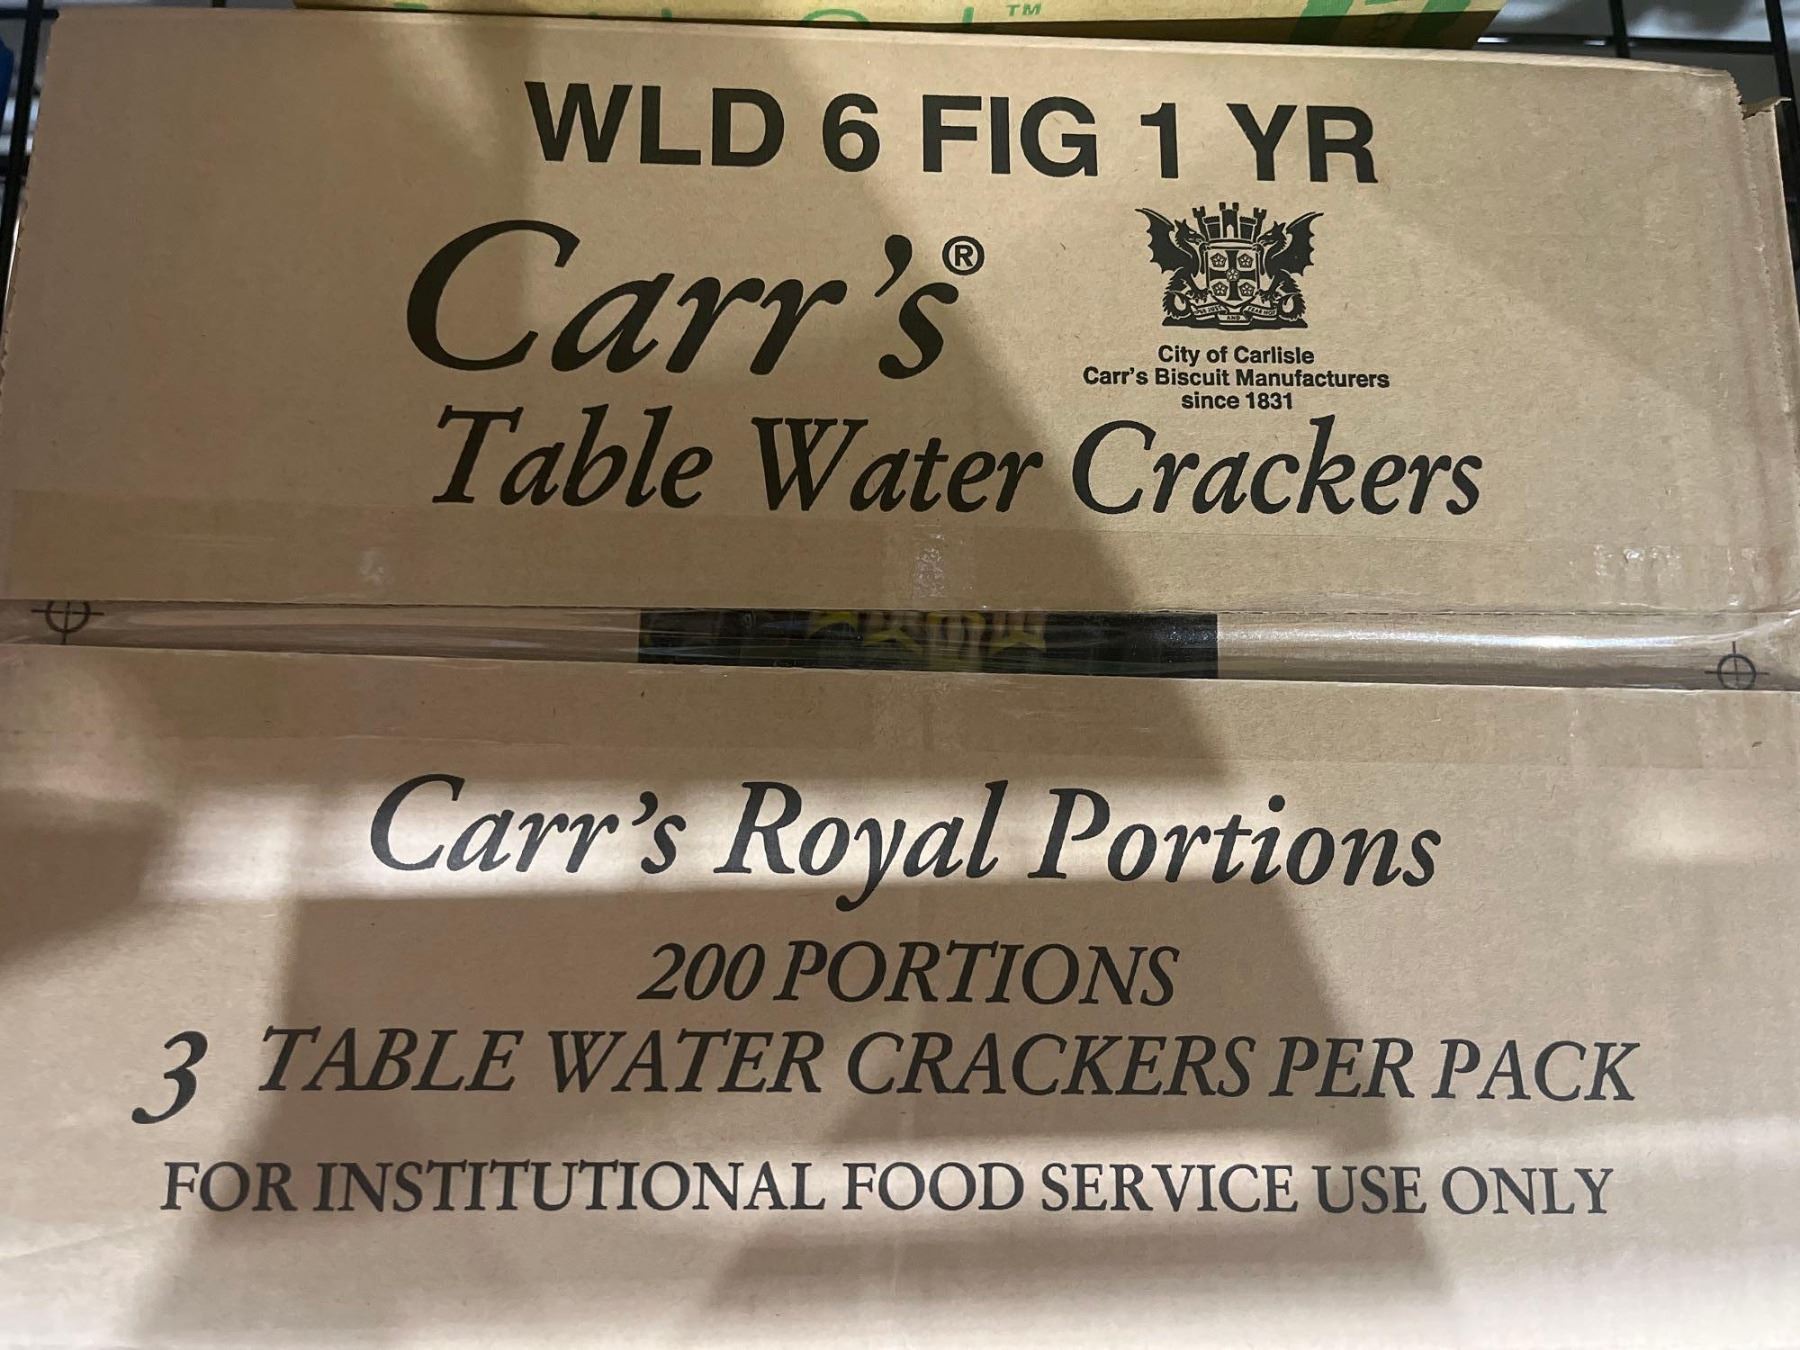 TM
WLD 6 FIG 1 YR
Carr's®
City of Carlisle
Carr's Biscuit Manufacturers
since 1831
Table Water Crackers
Carr's Royal Portions
200 PORTIONS
3 TABLE WATER CRACKERS PER PACK
FOR INSTITUTIONAL FOOD SERVICE USE ONLY